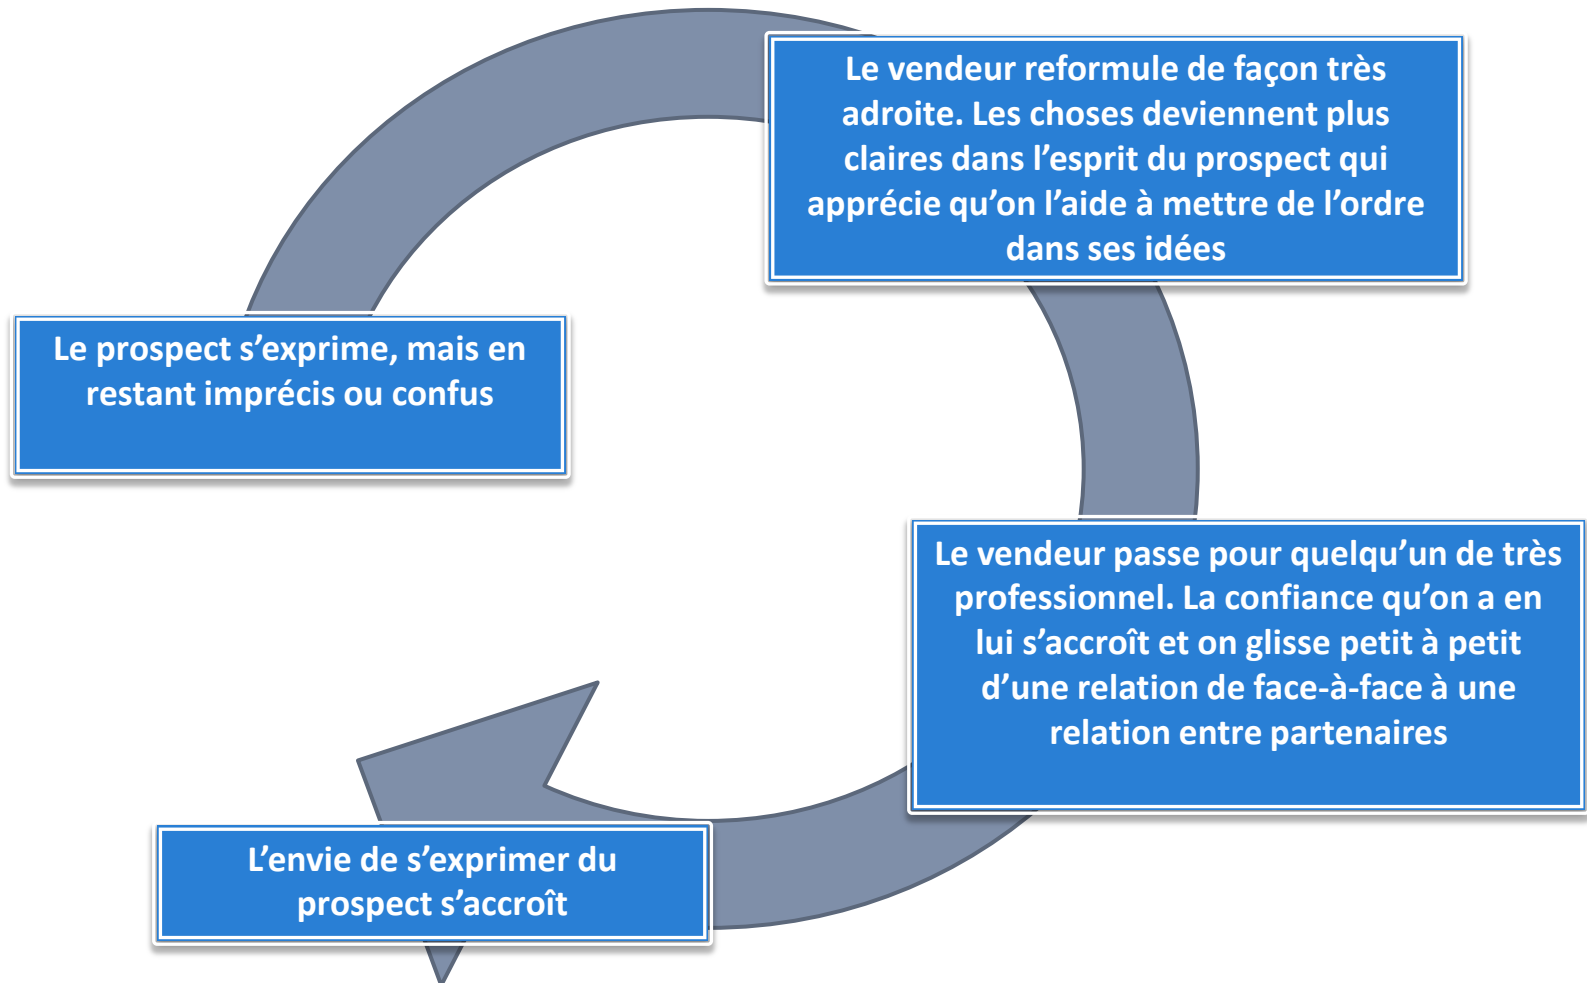 Le vendeur reformule de façon très
adroite. Les choses deviennent plus
claires dans l’esprit du prospect qui
apprécie qu’on l’aide à mettre de l’ordre
dans ses idées
Le prospect s’exprime, mais en
restant imprécis ou confus
Le vendeur passe pour quelqu’un de très
professionnel. La confiance qu’on a en
lui s’accroît et on glisse petit à petit
d’une relation de face-à-face à une
relation entre partenaires
L’envie de s’exprimer du
prospect s’accroît